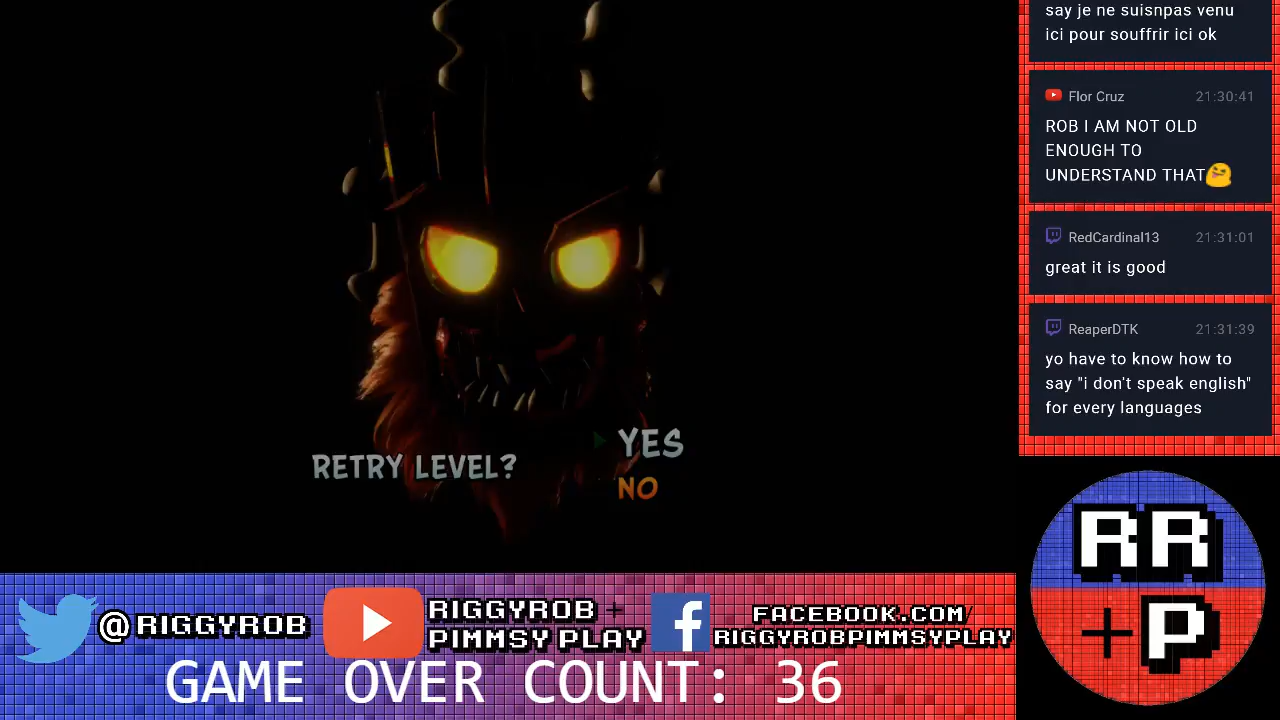 say je ne suisnpas venu
ici pour souffrir ici ok
Flor Cruz 21:30:41
ROB I AM NOT OLD
ENOUGH TO
UNDERSTAND THAT
RedCardinal13 21:31:01
great it is good
ReaperDTK 21:31:39
yo have to know how to
say "i don't speak english"
for every languages
RETRY LEVEL?
YES
NO
@RIGGYROB
RIGGYROB +
PIMMSY PLAY
FACEBOOK.COM/
RIGGYROBPIMMSYPLAY
GAME OVER COUNT: 36
RR
+P